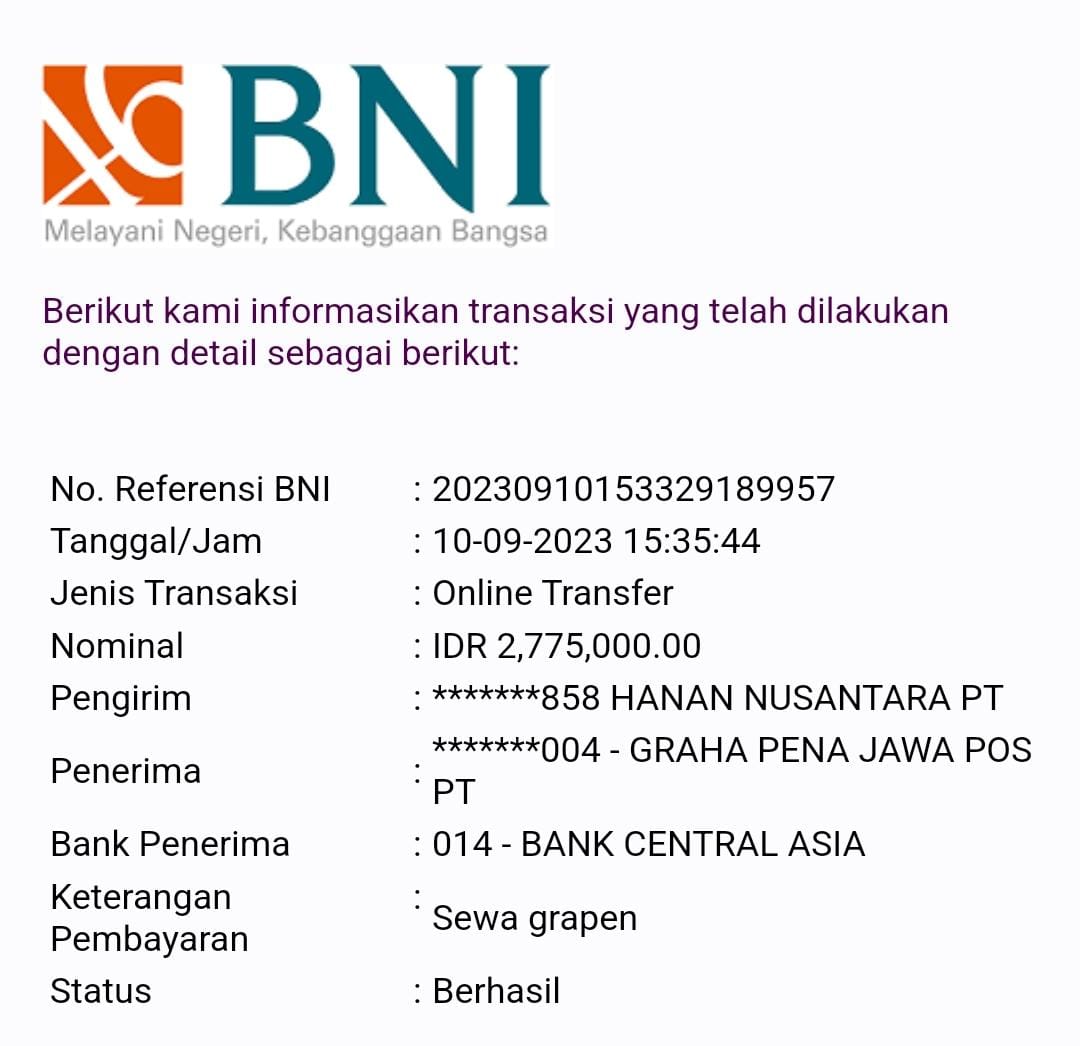 BNI
Melayani Negeri, Kebanggaan Bangsa
Berikut kami informasikan transaksi yang telah dilakukan
dengan detail sebagai berikut:
No. Referensi BNI : 20230910153329189957
Tanggal/Jam : 10-09-2023 15:35:44
Jenis Transaksi : Online Transfer
Nominal : IDR 2,775,000.00
Pengirim : *******858 HANAN NUSANTARA PT
Penerima : *******004 - GRAHA PENA JAWA POS
PT
Bank Penerima : 014 - BANK CENTRAL ASIA
Keterangan
Pembayaran : Sewa grapen
Status : Berhasil